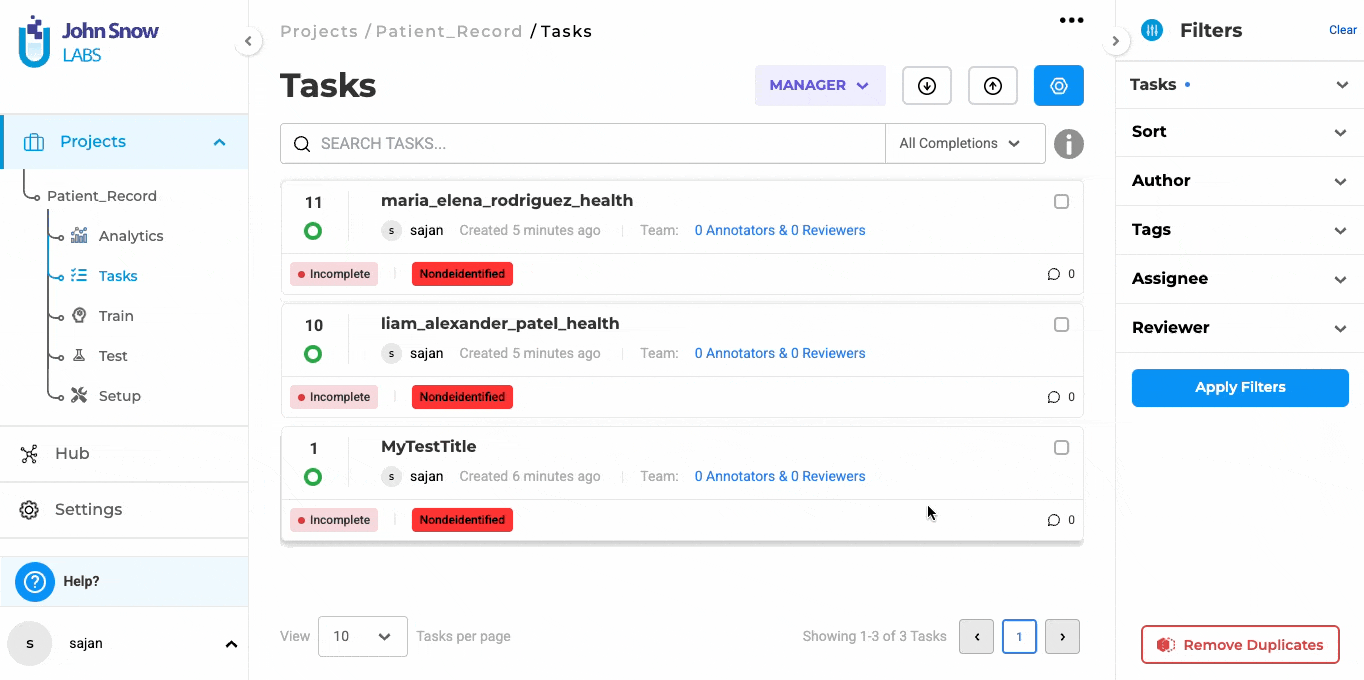 John Snow
LABS
Projects
Patient_Record
Analytics
Tasks
Train
Test
Setup
Hub
Settings
? Help?
s sajan
Projects / Patient_Record / Tasks
Tasks
MANAGER
SEARCH TASKS...
All Completions
11 maria_elena_rodriguez_health
s sajan Created 5 minutes ago Team: 0 Annotators & 0 Reviewers
Incomplete Nondeidentified 0
10 liam_alexander_patel_health
s sajan Created 5 minutes ago Team: 0 Annotators & 0 Reviewers
Incomplete Nondeidentified 0
1 MyTestTitle
s sajan Created 6 minutes ago Team: 0 Annotators & 0 Reviewers
Incomplete Nondeidentified 0
View 10 Tasks per page
Showing 1-3 of 3 Tasks ‹ 1 ›
Filters Clear
Tasks
Sort
Author
Tags
Assignee
Reviewer
Apply Filters
Remove Duplicates